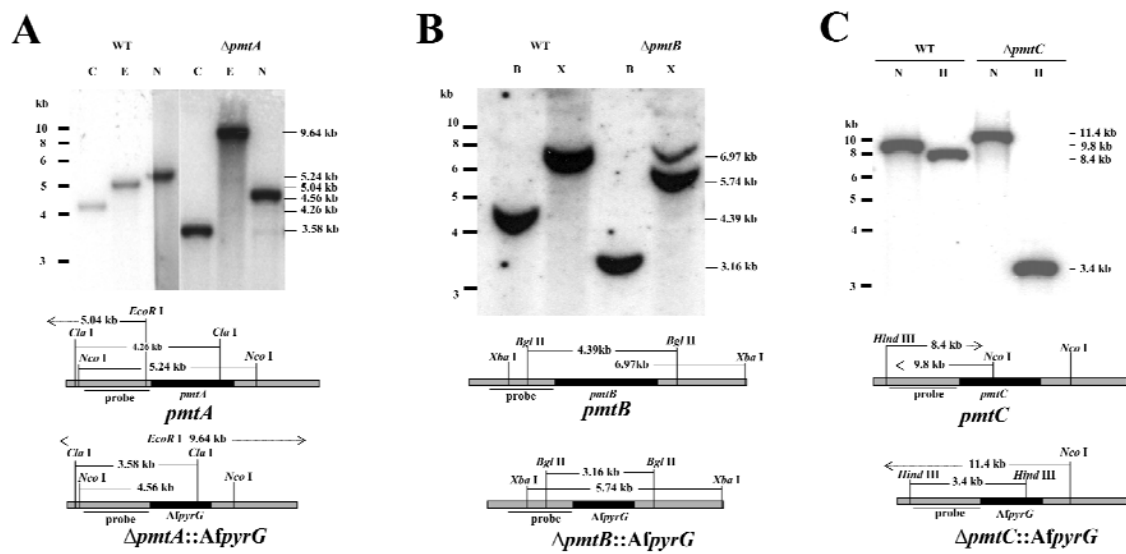 A
WT ΔpmtA
C E N C E N
kb
10
8
6
5
4
3
9.64 kb
5.24 kb
5.04 kb
4.56 kb
4.26 kb
3.58 kb
EcoR I
5.04 kb
Cla I Cla I
4.26 kb
Nco I Nco I
5.24 kb
probe pmtA
pmtA
EcoR I 9.64 kb
Cla I Cla I
3.58 kb
Nco I Nco I
4.56 kb
probe AfpyrG
ΔpmtA::AfpyrG
B
WT ΔpmtB
B X B X
kb
10
8
6
5
4
3
6.97 kb
5.74 kb
4.39 kb
3.16 kb
Bgl II Bgl II
4.39kb
Xba I Xba I
6.97kb
probe pmtB
pmtB
Bgl II Bgl II
3.16 kb
Xba I Xba I
5.74 kb
probe AfpyrG
ΔpmtB::AfpyrG
C
WT ΔpmtC
N H N H
kb
10
8
6
5
4
3
11.4 kb
9.8 kb
8.4 kb
3.4 kb
Hind III
8.4 kb
Nco I Nco I
9.8 kb
probe pmtC
pmtC
Nco I
11.4 kb
Hind III Hind III
3.4 kb
probe AfpyrG
ΔpmtC::AfpyrG